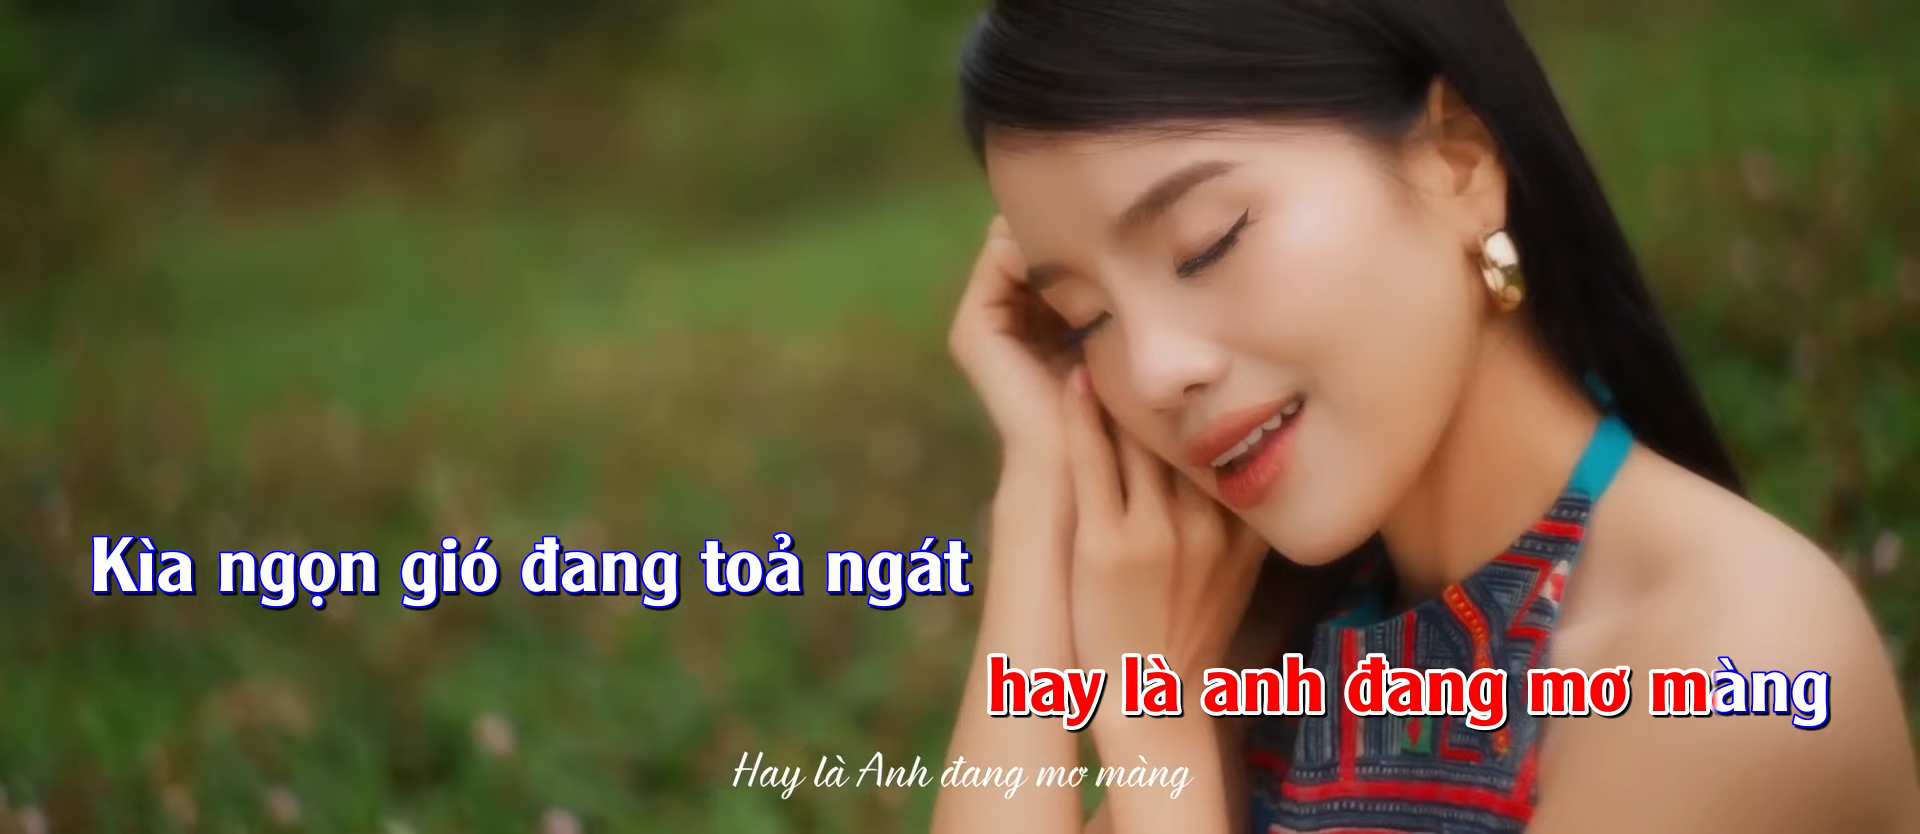 Kìa ngọn gió đang toả ngát
hay là anh đang mơ màng
Hay là Anh đang mơ màng